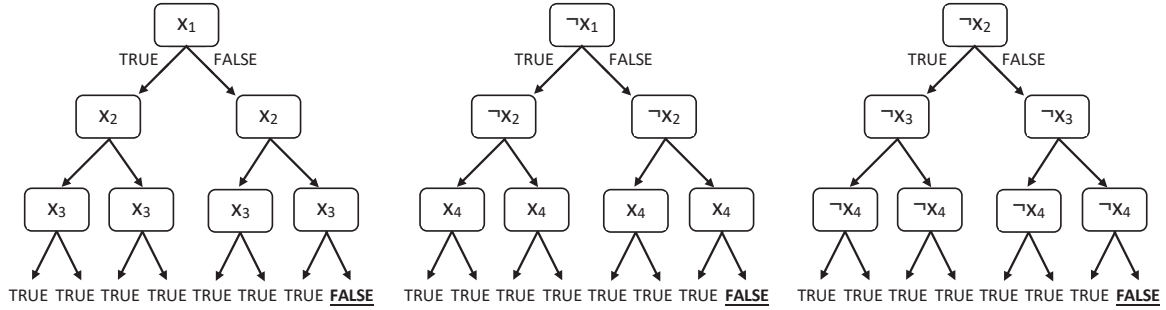 x1 ¬x1 ¬x2
TRUE FALSE TRUE FALSE TRUE FALSE
x2 x2 ¬x2 ¬x2 ¬x3 ¬x3
x3 x3 x3 x3 x4 x4 x4 x4 ¬x4 ¬x4 ¬x4 ¬x4
TRUE TRUE TRUE TRUE TRUE TRUE TRUE FALSE TRUE TRUE TRUE TRUE TRUE TRUE TRUE FALSE TRUE TRUE TRUE TRUE TRUE TRUE TRUE FALSE